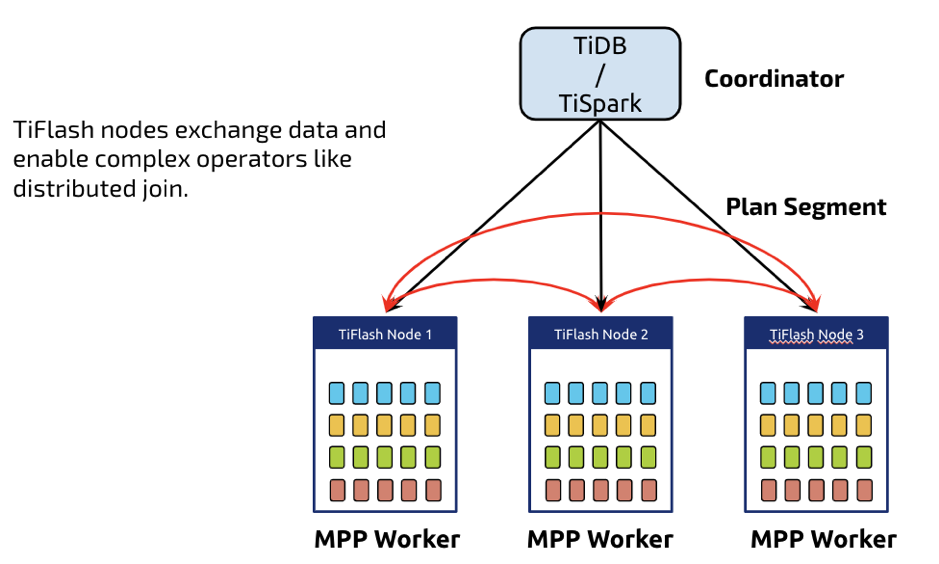 TiDB
/
TiSpark
Coordinator
TiFlash nodes exchange data and
enable complex operators like
distributed join.
Plan Segment
TiFlash Node 1
TiFlash Node 2
TiFlash Node 3
MPP Worker
MPP Worker
MPP Worker